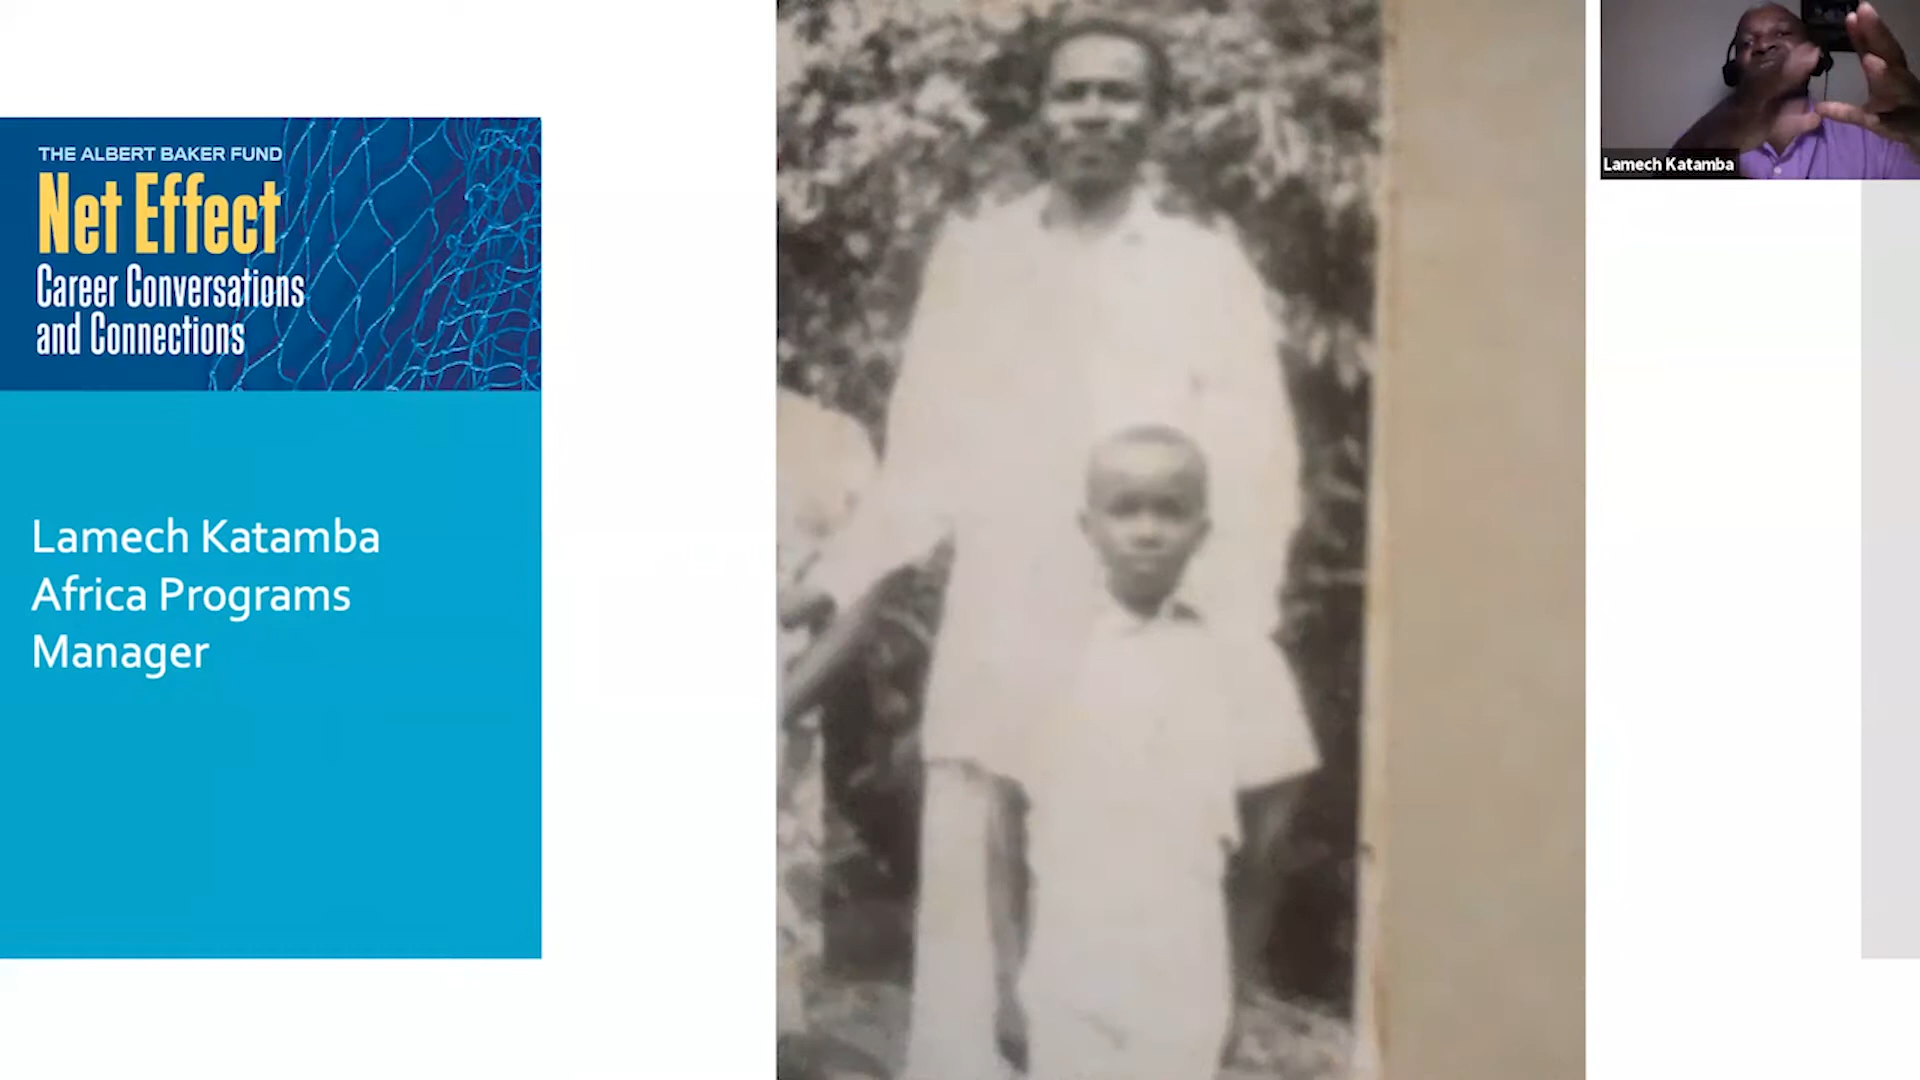 THE ALBERT BAKER FUND
Net Effect
Career Conversations
and Connections
Lamech Katamba
Africa Programs
Manager
Lamech Katamba